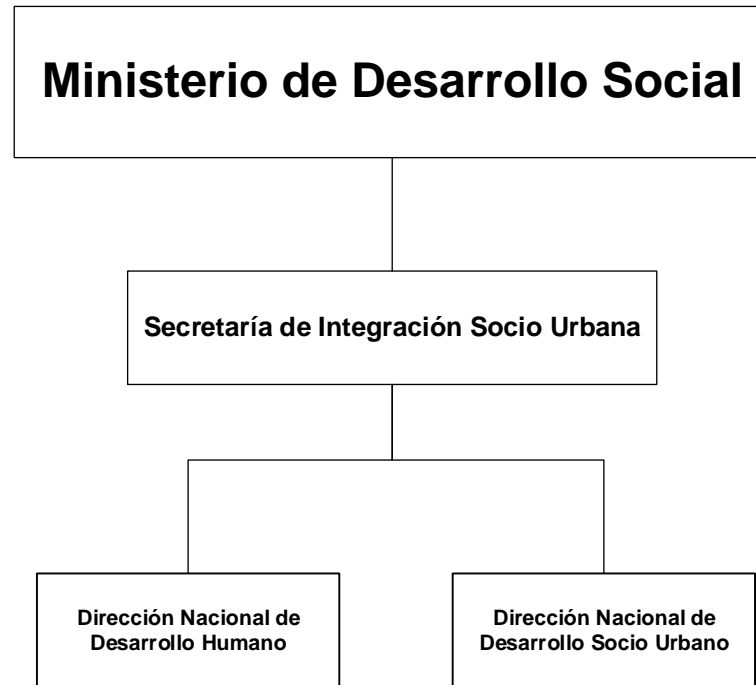 Ministerio de Desarrollo Social
Secretaría de Integración Socio Urbana
Dirección Nacional de
Desarrollo Humano
Dirección Nacional de
Desarrollo Socio Urbano